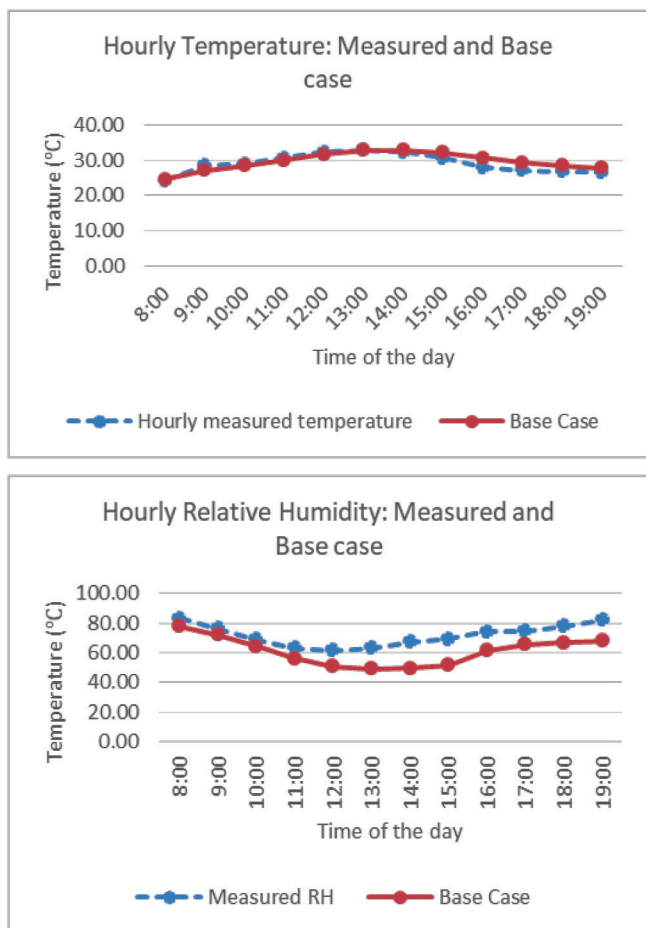 Hourly Temperature: Measured and Base
case
40.00
30.00
20.00
10.00
0.00
Temperature (°C)
8:00
9:00
10:00
11:00
12:00
13:00
14:00
15:00
16:00
17:00
18:00
19:00
Time of the day
Hourly measured temperature
Base Case
Hourly Relative Humidity: Measured and
Base case
100.00
80.00
60.00
40.00
20.00
0.00
Temperature (°C)
8:00
9:00
10:00
11:00
12:00
13:00
14:00
15:00
16:00
17:00
18:00
19:00
Time of the day
Measured RH
Base Case